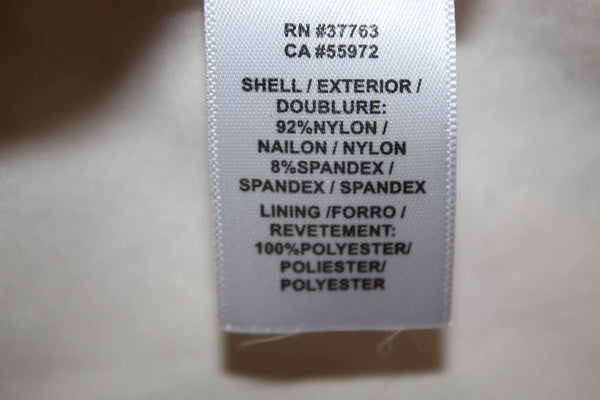 RN #37763
CA #55972
SHELL / EXTERIOR /
DOUBLURE:
92%NYLON /
NAILON / NYLON
8%SPANDEX /
SPANDEX / SPANDEX
LINING /FORRO /
REVETEMENT:
100%POLYESTER/
POLIESTER/
POLYESTER